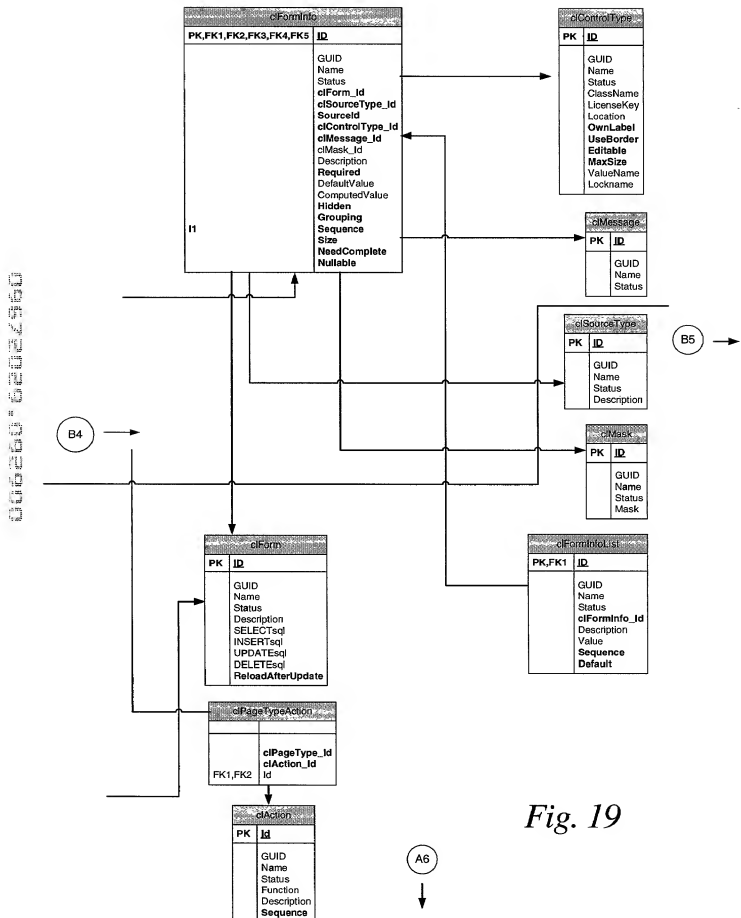 clFormInfo
PK,FK1,FK2,FK3,FK4,FK5 ID
GUID
Name
Status
clForm_Id
clSourceType_Id
SourceId
clControlType_Id
clMessage_Id
clMask_Id
Description
Required
DefaultValue
ComputedValue
Hidden
Grouping
I1 Sequence
Size
NeedComplete
Nullable
clControlType
PK ID
GUID
Name
Status
ClassName
LicenseKey
Location
OwnLabel
UseBorder
Editable
MaxSize
ValueName
Lockname
clMessage
PK ID
GUID
Name
Status
clSourceType
PK ID
GUID
Name
Status
Description
B5
B4
clMask
PK ID
GUID
Name
Status
Mask
clForm
PK ID
GUID
Name
Status
Description
SELECTsql
INSERTsql
UPDATEsql
DELETEsql
ReloadAfterUpdate
clFormInfoList
PK,FK1 ID
GUID
Name
Status
clFormInfo_Id
Description
Value
Sequence
Default
clPageTypeAction
clPageType_Id
clAction_Id
FK1,FK2 Id
clAction
PK Id
GUID
Name
Status
Function
Description
Sequence
Fig. 19
A6